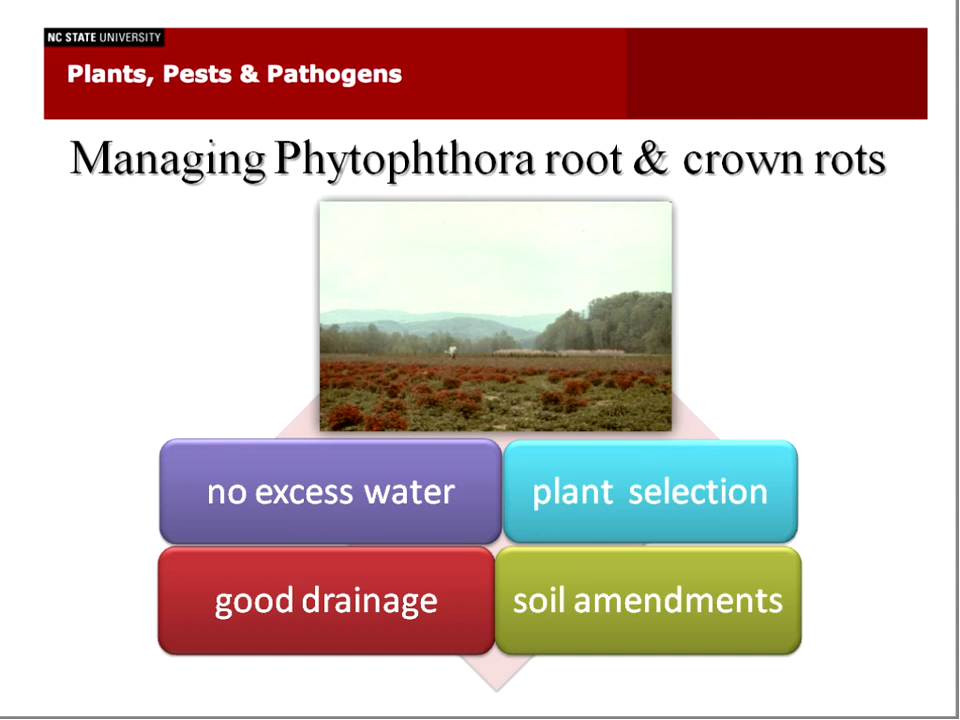 NC STATE UNIVERSITY
Plants, Pests & Pathogens
Managing Phytophthora root & crown rots
no excess water
plant selection
good drainage
soil amendments